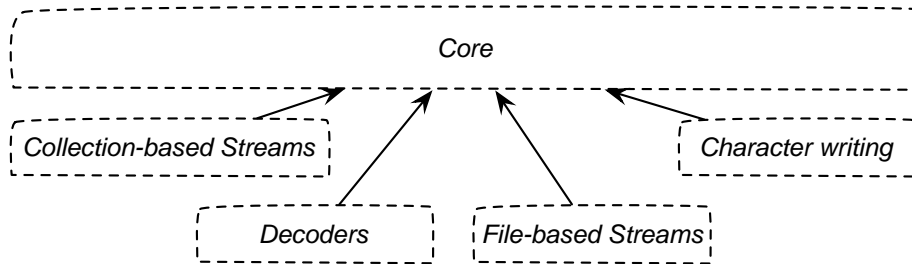 Core
Collection-based Streams
Character writing
Decoders
File-based Streams